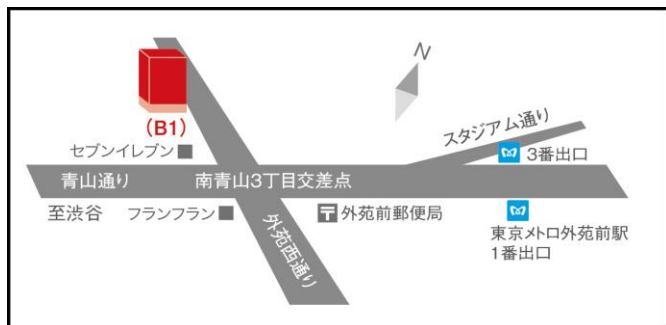 N
スタジアム通り
(B1)
セブンイレブン
3番出口
青山通り
南青山3丁目交差点
至渋谷
フランフラン
外苑前郵便局
外苑西通り
東京メトロ外苑前駅
1番出口